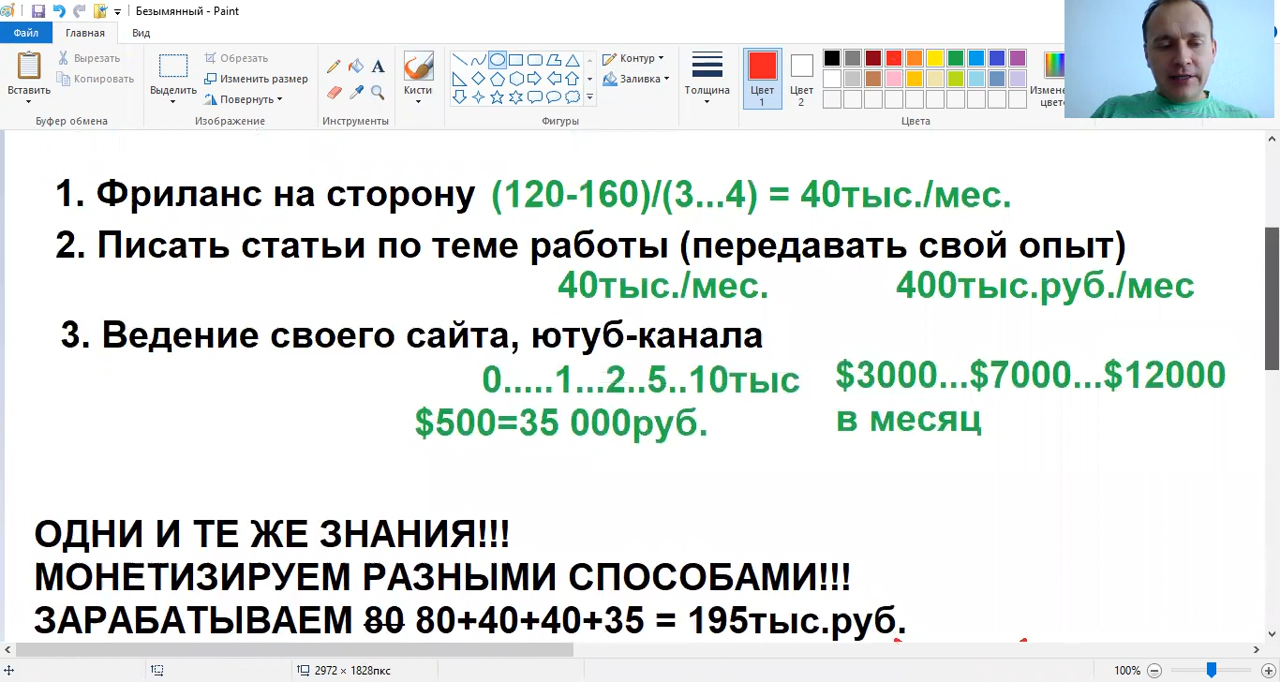 Безымянный - Paint
Файл Главная Вид
Вставить
Вырезать
Копировать
Буфер обмена
Выделить
Обрезать
Изменить размер
Повернуть
Изображение
Инструменты
Кисти
Контур
Заливка
Фигуры
Толщина
Цвет 1
Цвет 2
Цвета
1. Фриланс на сторону (120-160)/(3...4) = 40тыс./мес.
2. Писать статьи по теме работы (передавать свой опыт)
40тыс./мес. 400тыс.руб./мес
3. Ведение своего сайта, ютуб-канала
0.....1...2..5..10тыс $3000...$7000...$12000
$500=35 000руб. в месяц
ОДНИ И ТЕ ЖЕ ЗНАНИЯ!!!
МОНЕТИЗИРУЕМ РАЗНЫМИ СПОСОБАМИ!!!
ЗАРАБАТЫВАЕМ 80 80+40+40+35 = 195тыс.руб.
2972 × 1828пкс
100%